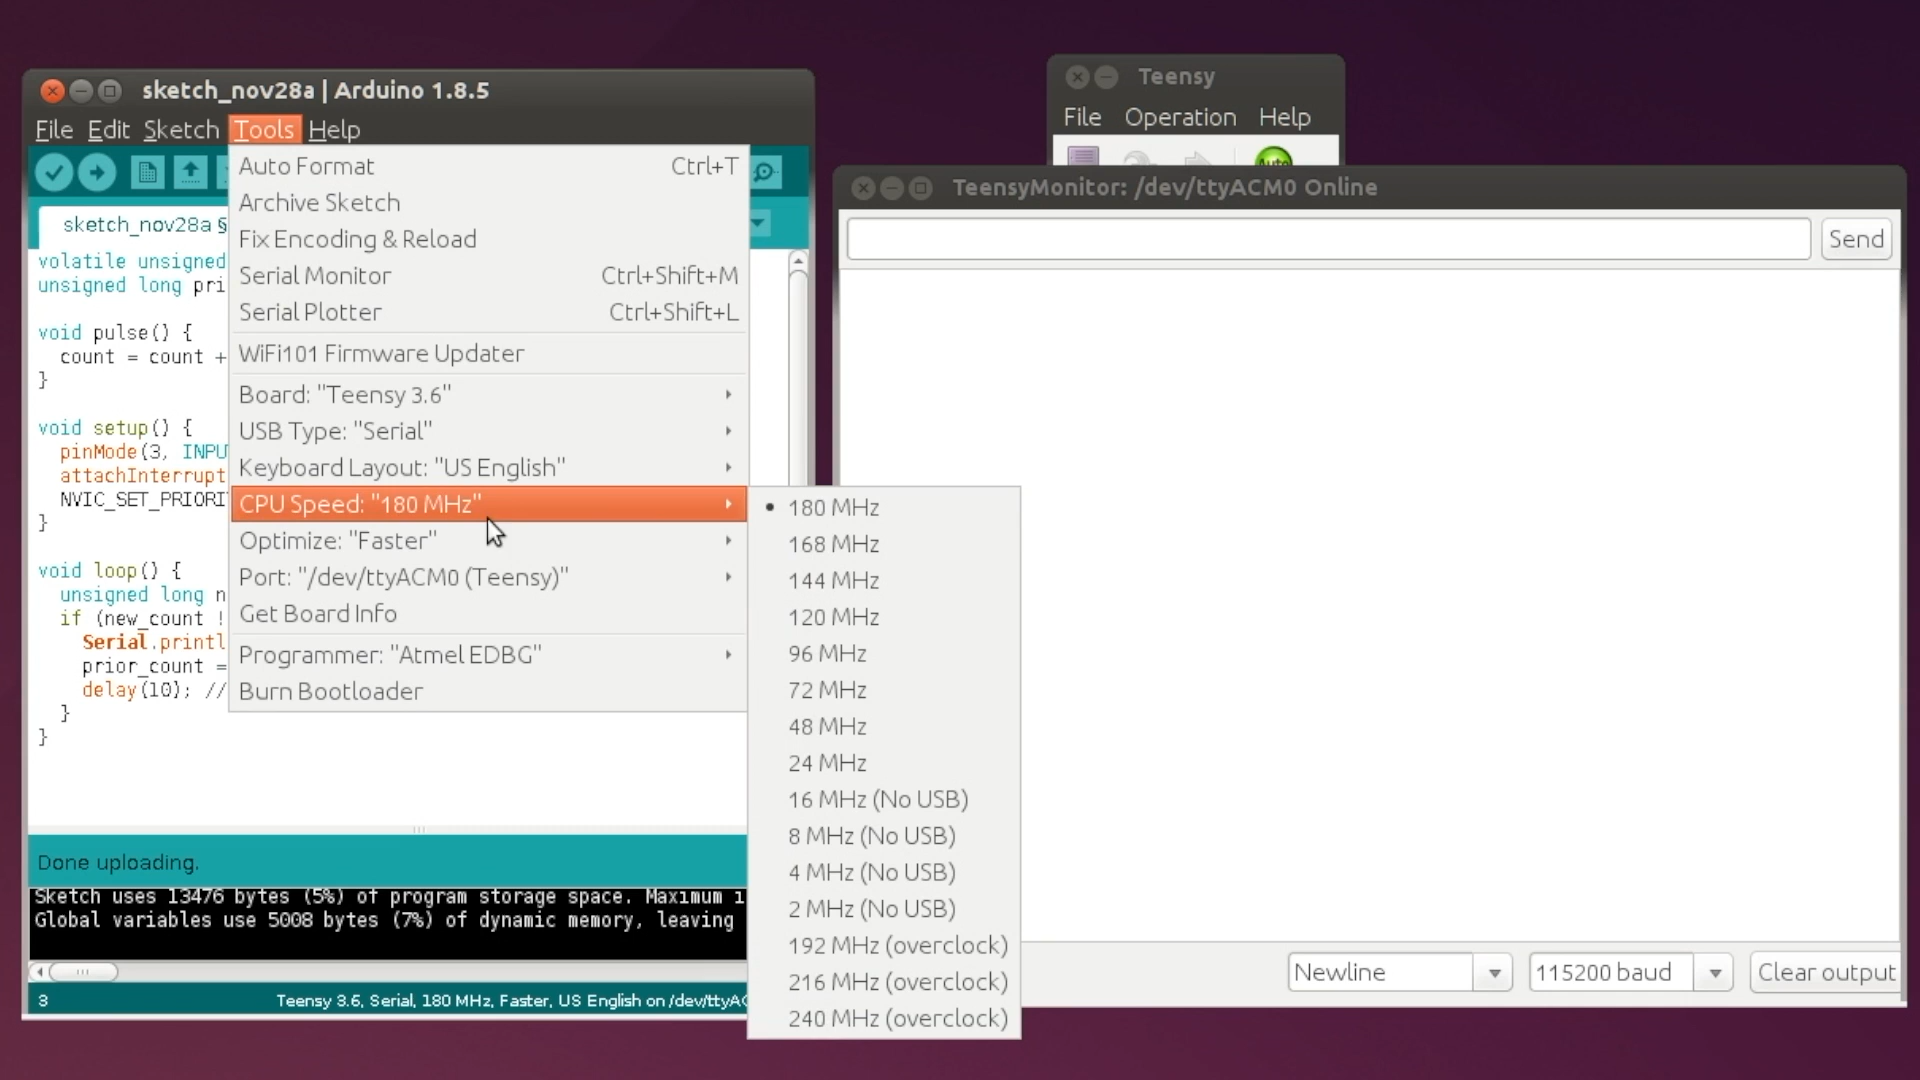 sketch_nov28a | Arduino 1.8.5
File Edit Sketch Tools Help
sketch_nov28a §
volatile unsigned
unsigned long pri
void pulse() {
count = count +
}
void setup() {
pinMode(3, INPU
attachInterrupt
NVIC_SET_PRIORI
}
void loop() {
unsigned long n
if (new_count !
Serial.printl
prior_count =
delay(10); //
}
}
Auto Format Ctrl+T
Archive Sketch
Fix Encoding & Reload
Serial Monitor Ctrl+Shift+M
Serial Plotter Ctrl+Shift+L
WiFi101 Firmware Updater
Board: "Teensy 3.6"
USB Type: "Serial"
Keyboard Layout: "US English"
CPU Speed: "180 MHz"
Optimize: "Faster"
Port: "/dev/ttyACM0 (Teensy)"
Get Board Info
Programmer: "Atmel EDBG"
Burn Bootloader
• 180 MHz
168 MHz
144 MHz
120 MHz
96 MHz
72 MHz
48 MHz
24 MHz
16 MHz (No USB)
8 MHz (No USB)
4 MHz (No USB)
2 MHz (No USB)
192 MHz (overclock)
216 MHz (overclock)
240 MHz (overclock)
Done uploading.
Sketch uses 13476 bytes (5%) of program storage space. Maximum
Global variables use 5008 bytes (7%) of dynamic memory, leaving
3
Teensy 3.6, Serial, 180 MHz, Faster, US English on /dev/ttyAC
Teensy
File Operation Help
Auto
TeensyMonitor: /dev/ttyACM0 Online
Send
Newline
115200 baud
Clear output